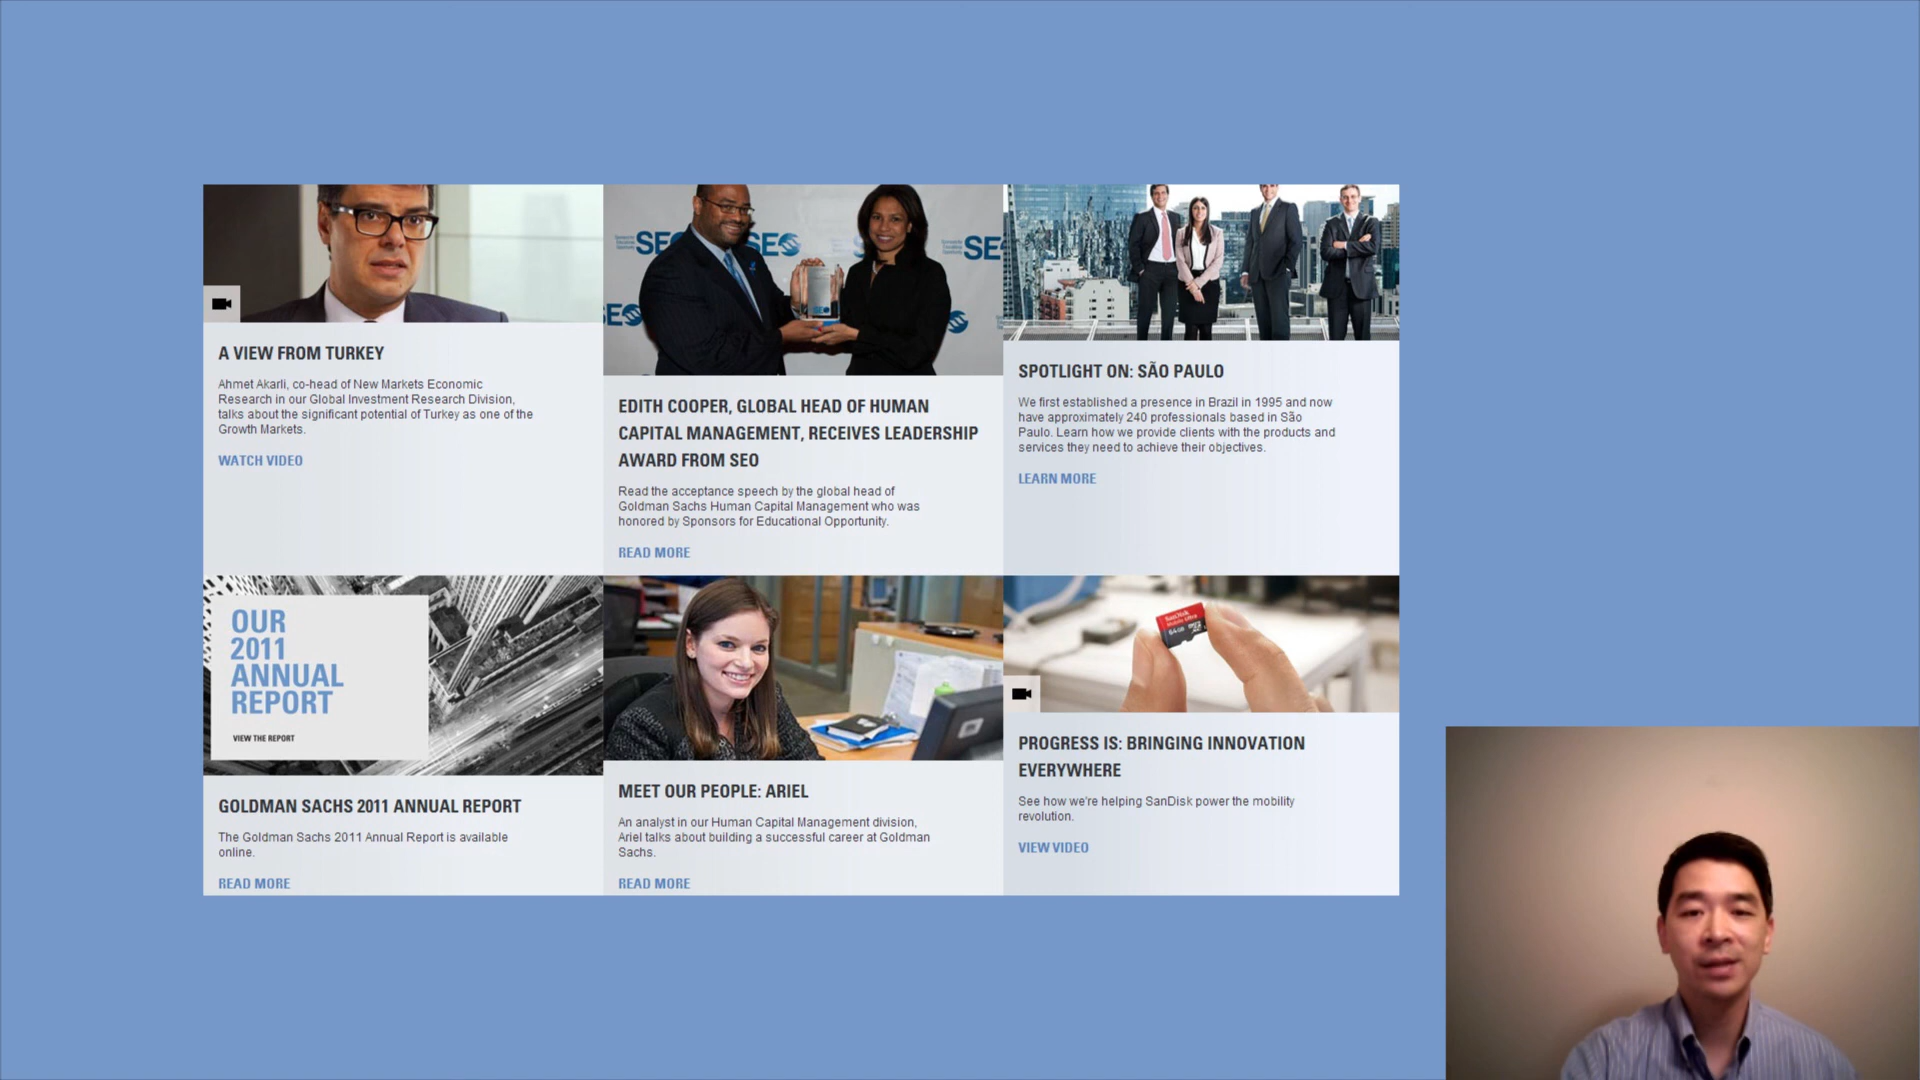 A VIEW FROM TURKEY
Ahmet Akarli, co-head of New Markets Economic
Research in our Global Investment Research Division,
talks about the significant potential of Turkey as one of the
Growth Markets.
WATCH VIDEO
SEO
SEO
SEO
SEO
EDITH COOPER, GLOBAL HEAD OF HUMAN
CAPITAL MANAGEMENT, RECEIVES LEADERSHIP
AWARD FROM SEO
Read the acceptance speech by the global head of
Goldman Sachs Human Capital Management who was
honored by Sponsors for Educational Opportunity.
READ MORE
SPOTLIGHT ON: SÃO PAULO
We first established a presence in Brazil in 1995 and now
have approximately 240 professionals based in São
Paulo. Learn how we provide clients with the products and
services they need to achieve their objectives.
LEARN MORE
OUR
2011
ANNUAL
REPORT
VIEW THE REPORT
GOLDMAN SACHS 2011 ANNUAL REPORT
The Goldman Sachs 2011 Annual Report is available
online.
READ MORE
MEET OUR PEOPLE: ARIEL
An analyst in our Human Capital Management division,
Ariel talks about building a successful career at Goldman
Sachs.
READ MORE
SanDisk
Mobile Ultra
64GB
PROGRESS IS: BRINGING INNOVATION
EVERYWHERE
See how we're helping SanDisk power the mobility
revolution.
VIEW VIDEO